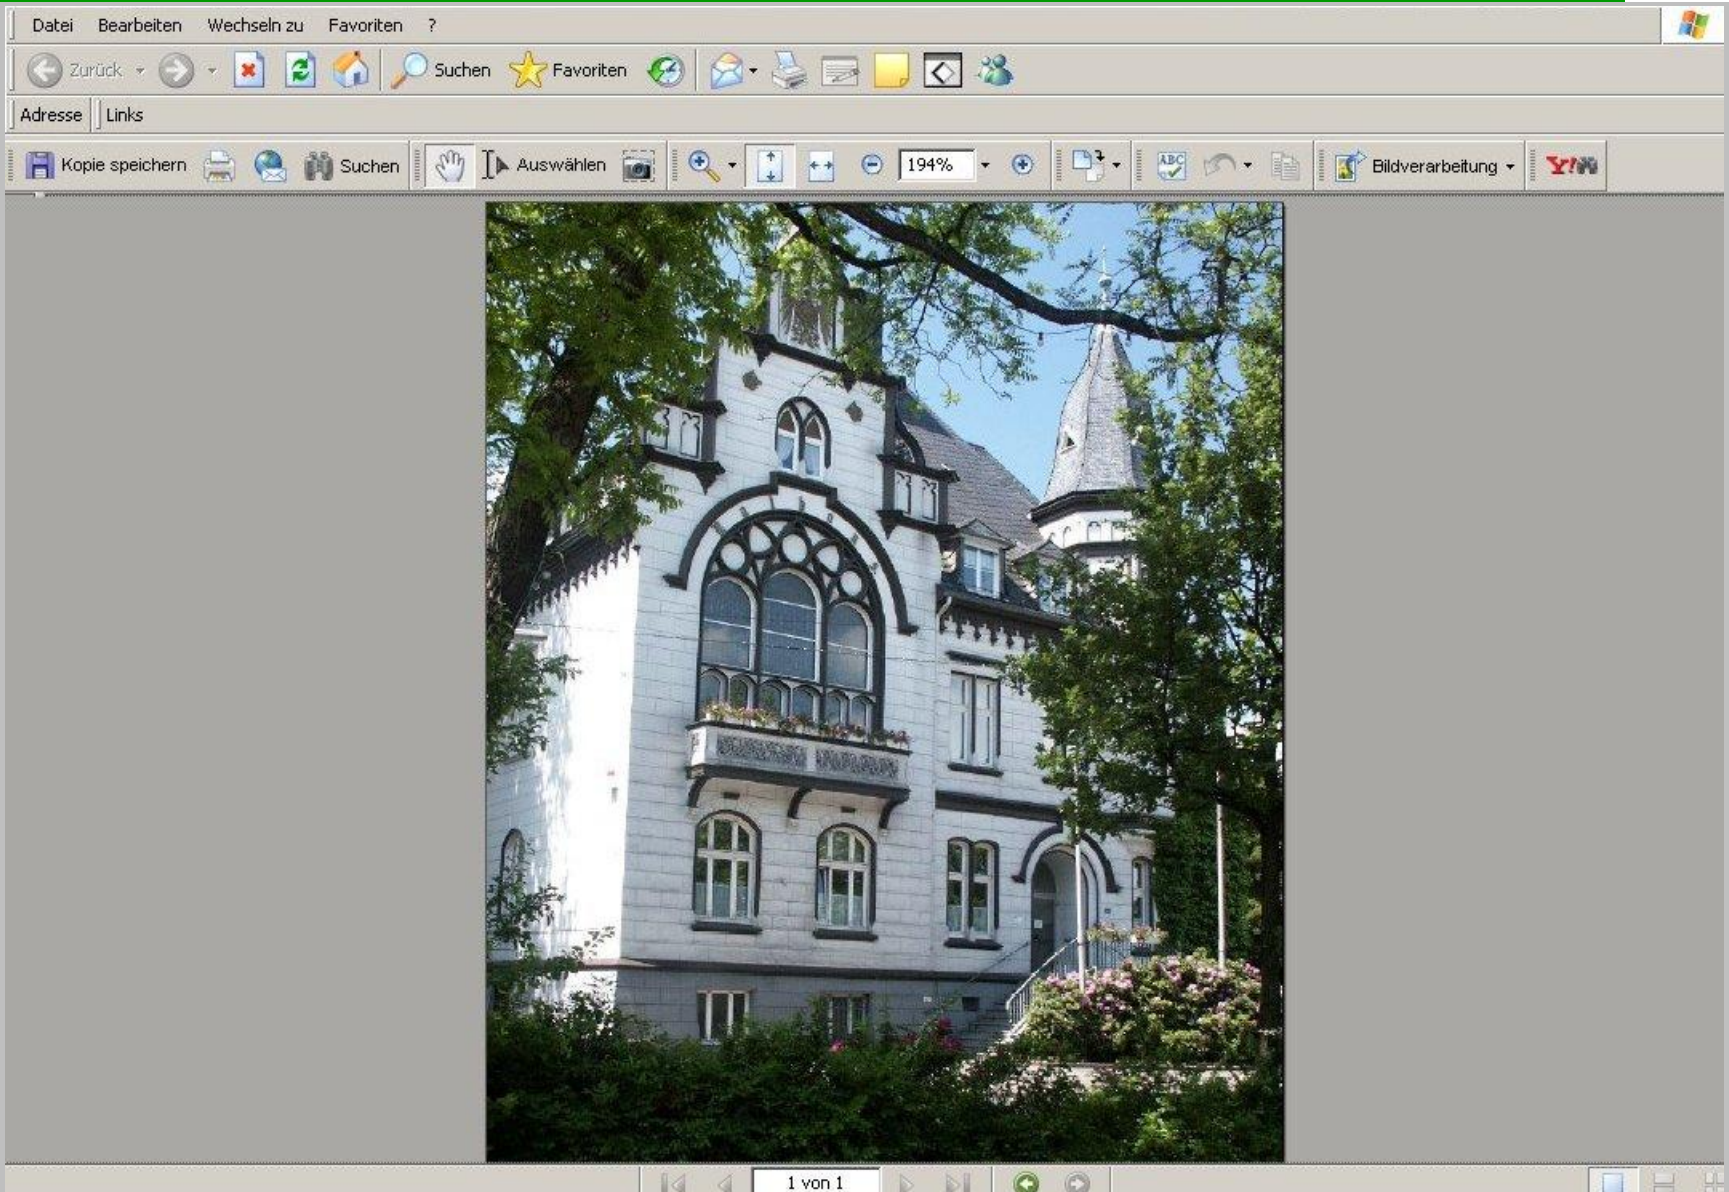 Datei Bearbeiten Wechseln zu Favoriten ?
Zurück Suchen Favoriten
Adresse Links
Kopie speichern Suchen Auswählen 194% ABC Bildverarbeitung Y!
1 von 1